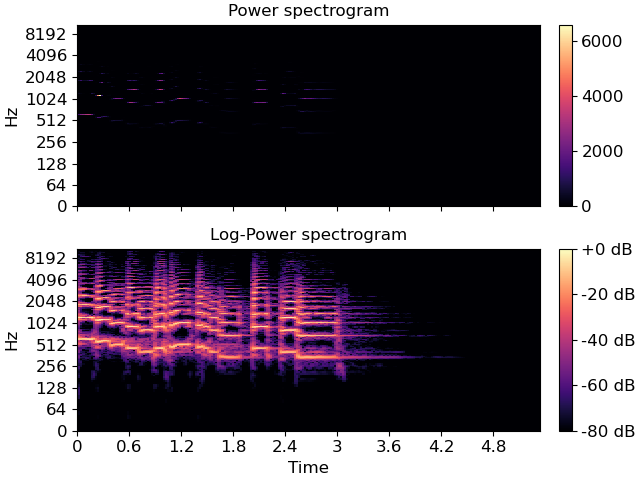 Power spectrogram
8192
4096
2048
1024
512
256
128
64
0
Hz
6000
4000
2000
0
Log-Power spectrogram
8192
4096
2048
1024
512
256
128
64
0
Hz
0 0.6 1.2 1.8 2.4 3 3.6 4.2 4.8
Time
+0 dB
-20 dB
-40 dB
-60 dB
-80 dB